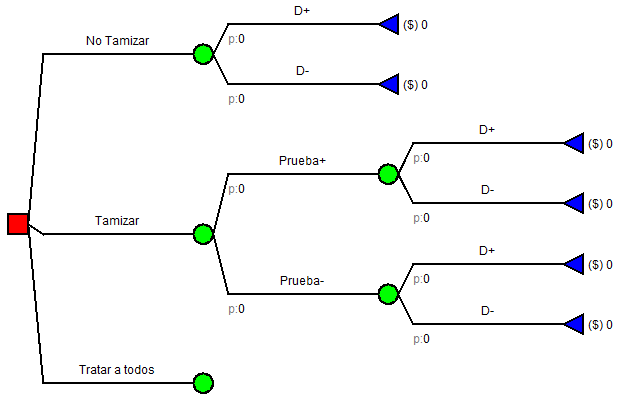 D+
p:0
($) 0
No Tamizar
D-
p:0
($) 0
D+
p:0
($) 0
Prueba+
p:0
D-
p:0
($) 0
Tamizar
D+
p:0
($) 0
Prueba-
p:0
D-
p:0
($) 0
Tratar a todos